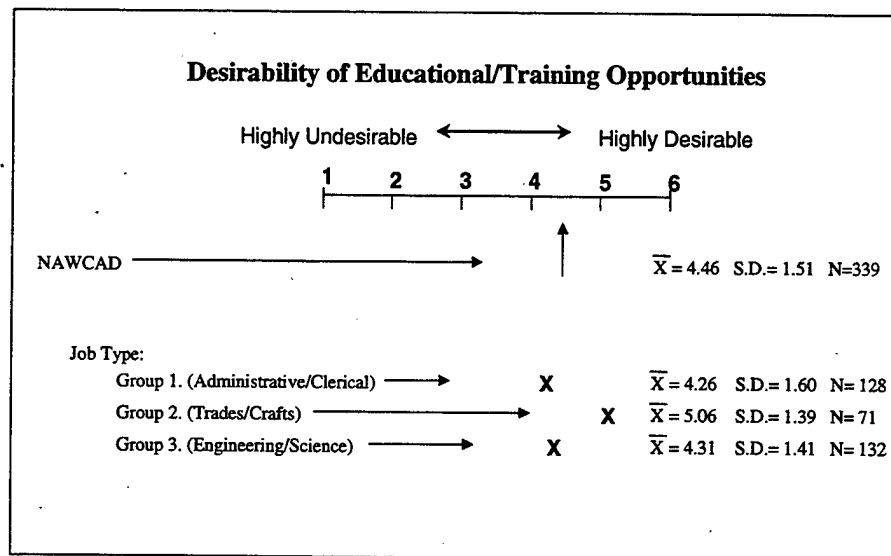 Desirability of Educational/Training Opportunities
Highly Undesirable Highly Desirable
1 2 3 4 5 6
NAWCAD X̅ = 4.46 S.D.= 1.51 N=339
Job Type:
Group 1. (Administrative/Clerical) X X̅ = 4.26 S.D.= 1.60 N= 128
Group 2. (Trades/Crafts) X X̅ = 5.06 S.D.= 1.39 N= 71
Group 3. (Engineering/Science) X X̅ = 4.31 S.D.= 1.41 N= 132